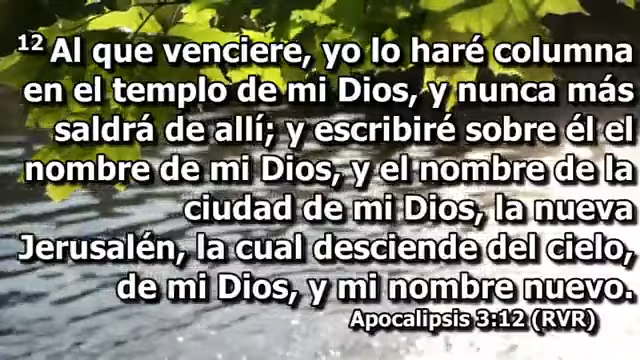 12 Al que venciere, yo lo haré columna
en el templo de mi Dios, y nunca más
saldrá de allí; y escribiré sobre él el
nombre de mi Dios, y el nombre de la
ciudad de mi Dios, la nueva
Jerusalén, la cual desciende del cielo,
de mi Dios, y mi nombre nuevo.
Apocalipsis 3:12 (RVR)